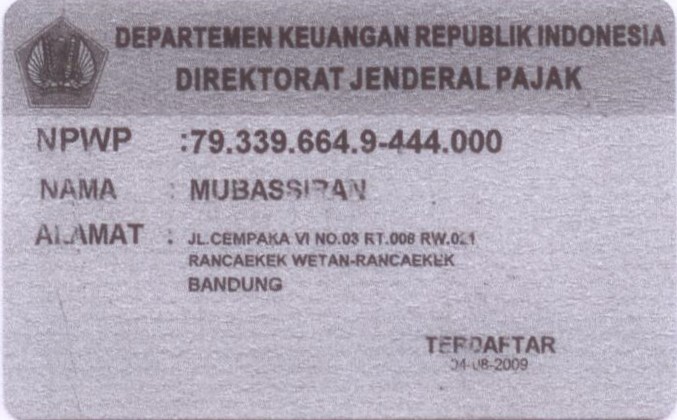 DEPARTEMEN KEUANGAN REPUBLIK INDONESIA
DIREKTORAT JENDERAL PAJAK
NPWP :79.339.664.9-444.000
NAMA : MUBASSIRAN
ALAMAT : JL.CEMPAKA VI NO.03 RT.006 RW.021
RANCAEKEK WETAN-RANCAEKEK
BANDUNG
TERDAFTAR
04-08-2009